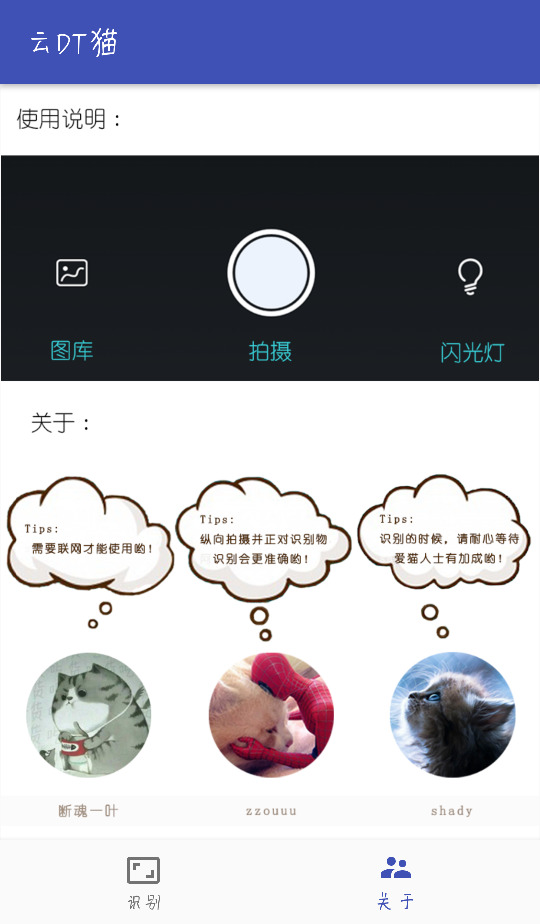 云DT猫
使用说明：
图库
拍摄
闪光灯
关于：
Tips:
需要联网才能使用哟!
Tips:
纵向拍摄并正对识别物
识别会更准确哟!
Tips:
识别的时候, 请耐心等待
爱猫人士有加成哟!
断魂一叶
zzouuu
shady
识别
关于